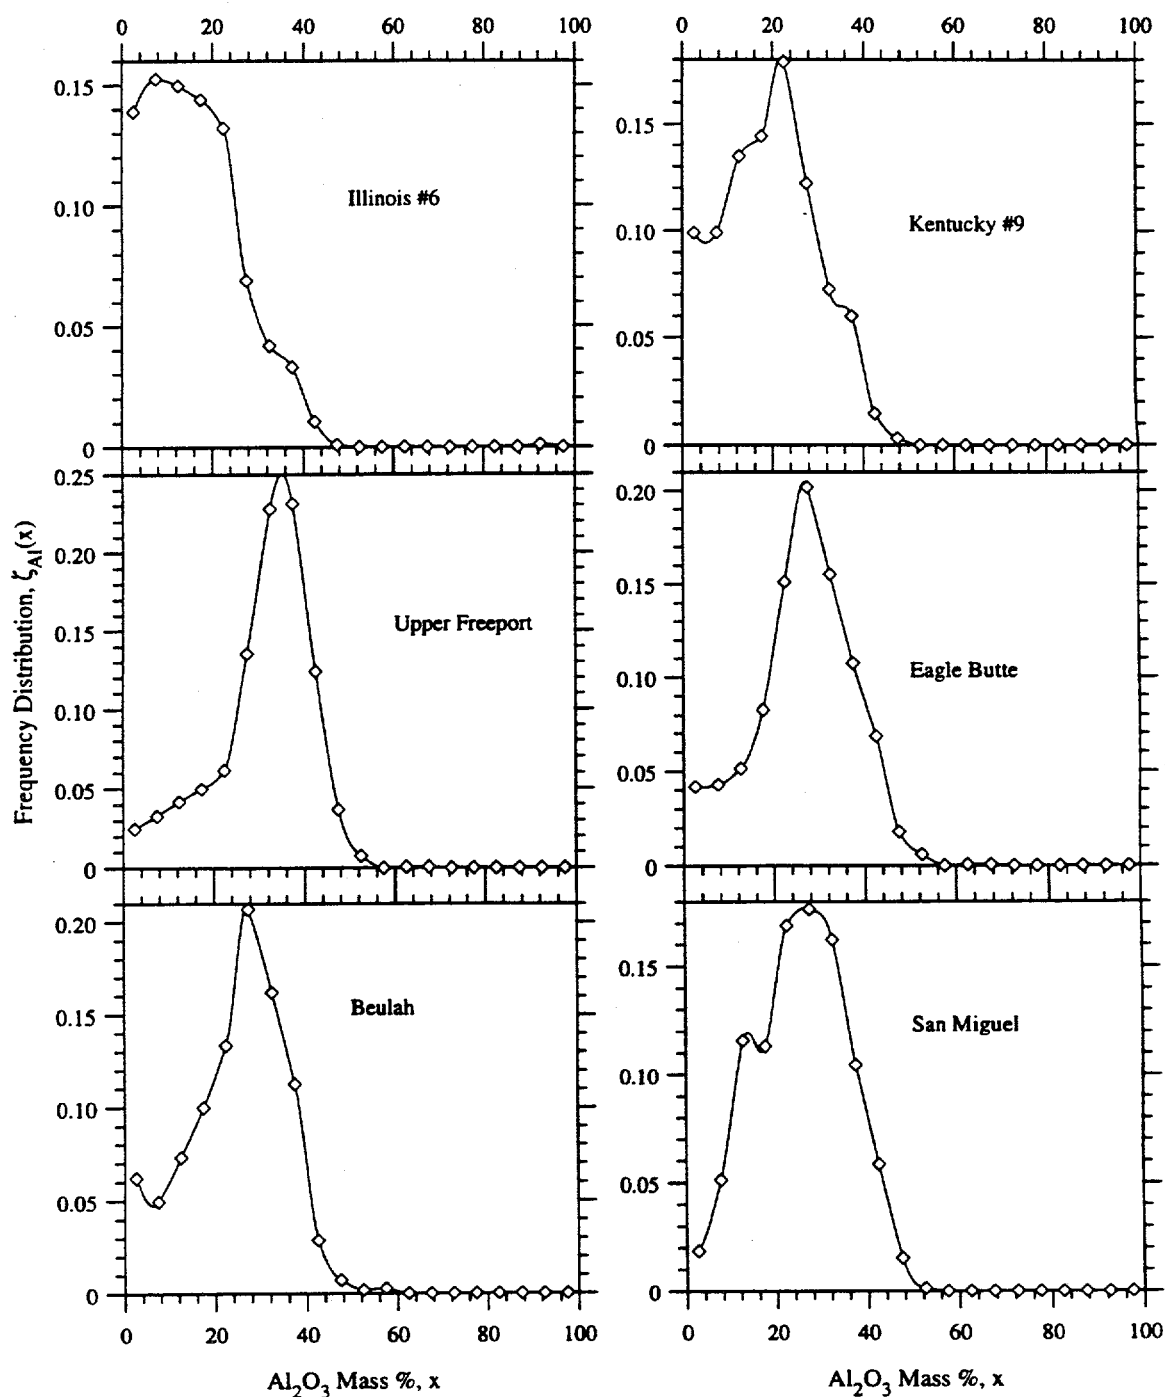 0 20 40 60 80 100
0 20 40 60 80 100
0.15
0.10
0.05
0
Illinois #6
0.15
0.10
0.05
0
Kentucky #9
Frequency Distribution, ζ_Al(x)
0.25
0.20
0.15
0.10
0.05
0
Upper Freeport
0.20
0.15
0.10
0.05
0
Eagle Butte
0.20
0.15
0.10
0.05
0
Beulah
0.15
0.10
0.05
0
San Miguel
0 20 40 60 80 100
0 20 40 60 80 100
Al₂O₃ Mass %, x
Al₂O₃ Mass %, x